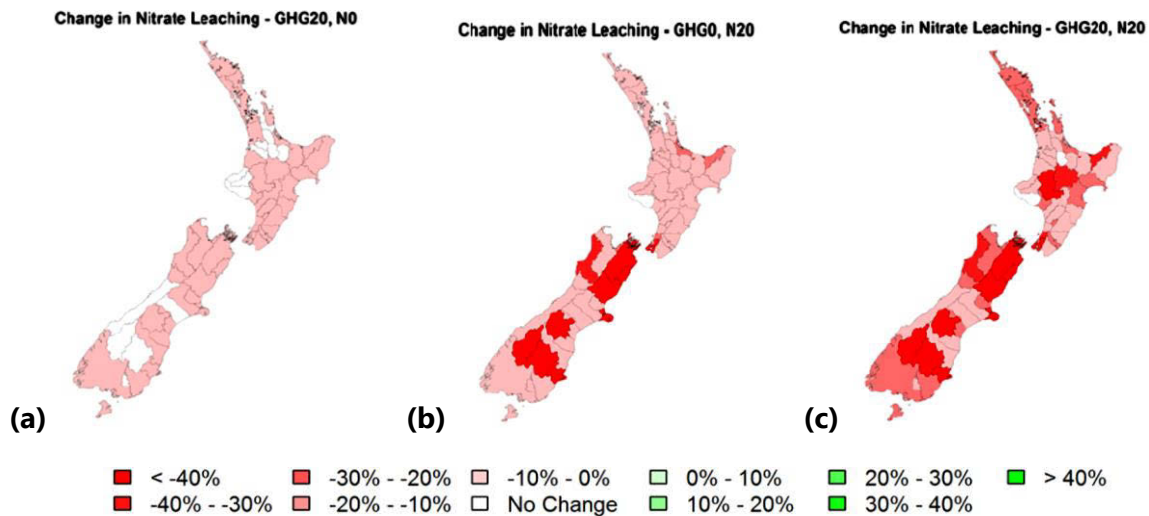 Change in Nitrate Leaching - GHG20, N0
Change in Nitrate Leaching - GHG0, N20
Change in Nitrate Leaching - GHG20, N20
(a)
(b)
(c)
< -40%
-30% - -20%
-10% - 0%
0% - 10%
20% - 30%
> 40%
-40% - -30%
-20% - -10%
No Change
10% - 20%
30% - 40%